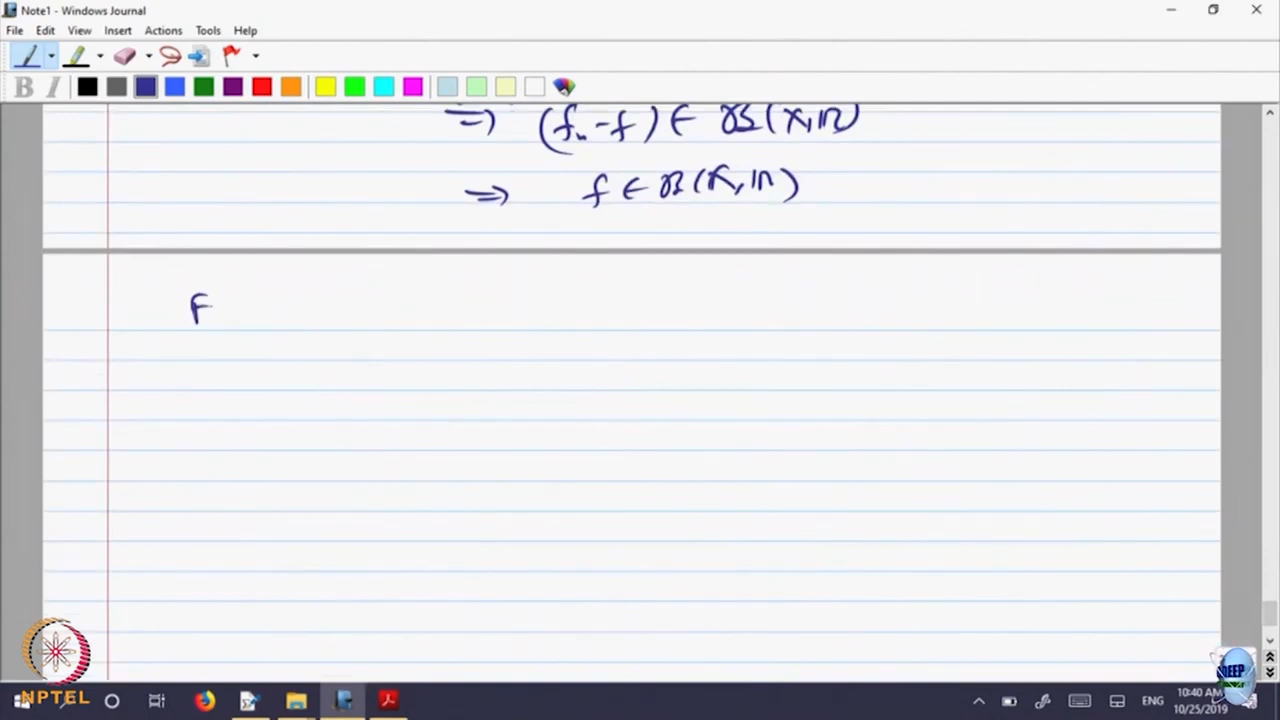 Note1 - Windows Journal
File Edit View Insert Actions Tools Help
B I
⇒ (fₙ - f) ∈ B(X, ℝ)
⇒ f ∈ B(X, ℝ)
F
NPTEL
ENG
10:40 AM
10/25/2019